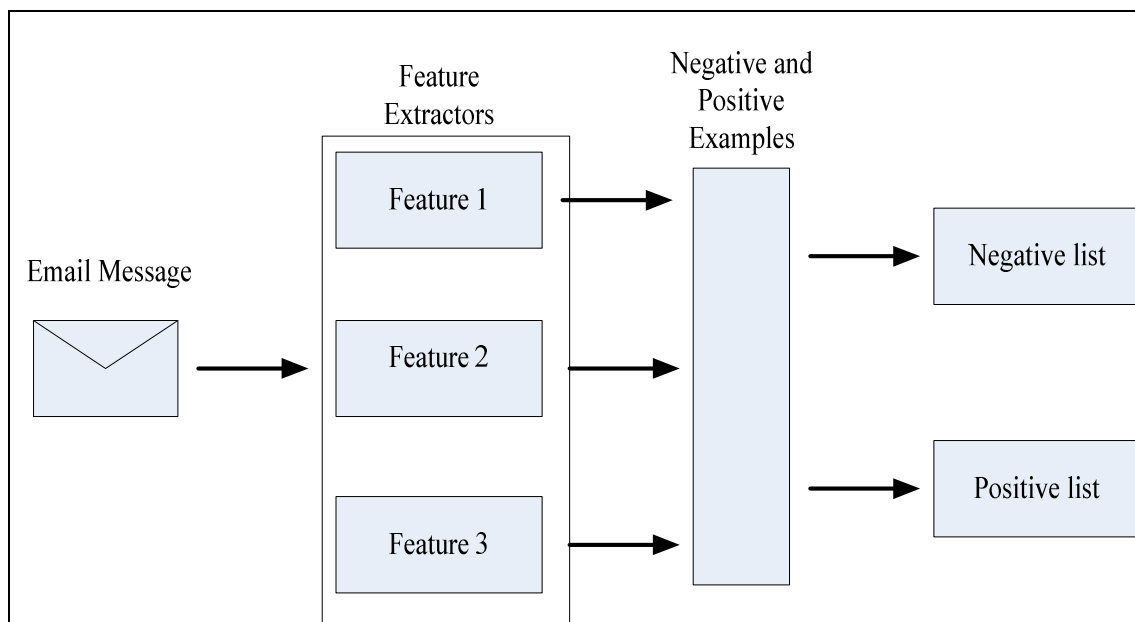 Email Message
Feature
Extractors
Feature 1
Feature 2
Feature 3
Negative and
Positive
Examples
Negative list
Positive list